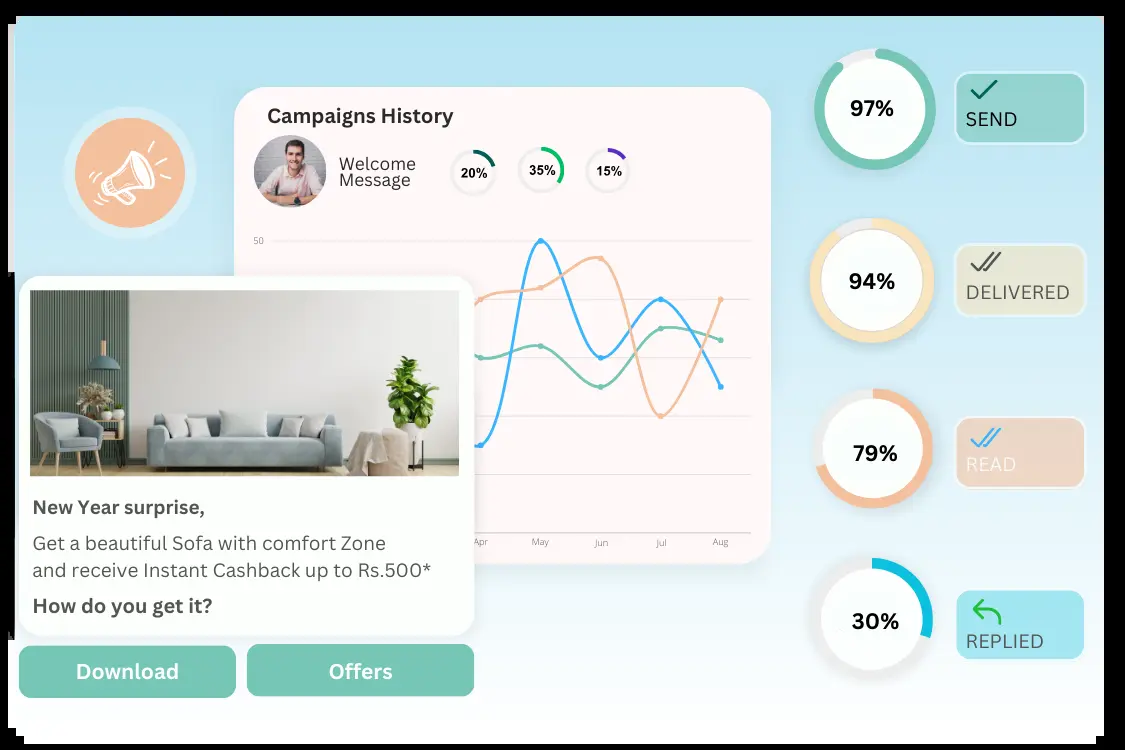 Campaigns History
Welcome
Message
20%
35%
15%
50
Apr
May
Jun
Jul
Aug
New Year surprise,
Get a beautiful Sofa with comfort Zone
and receive Instant Cashback up to Rs.500*
How do you get it?
Download
Offers
97%
SEND
94%
DELIVERED
79%
READ
30%
REPLIED